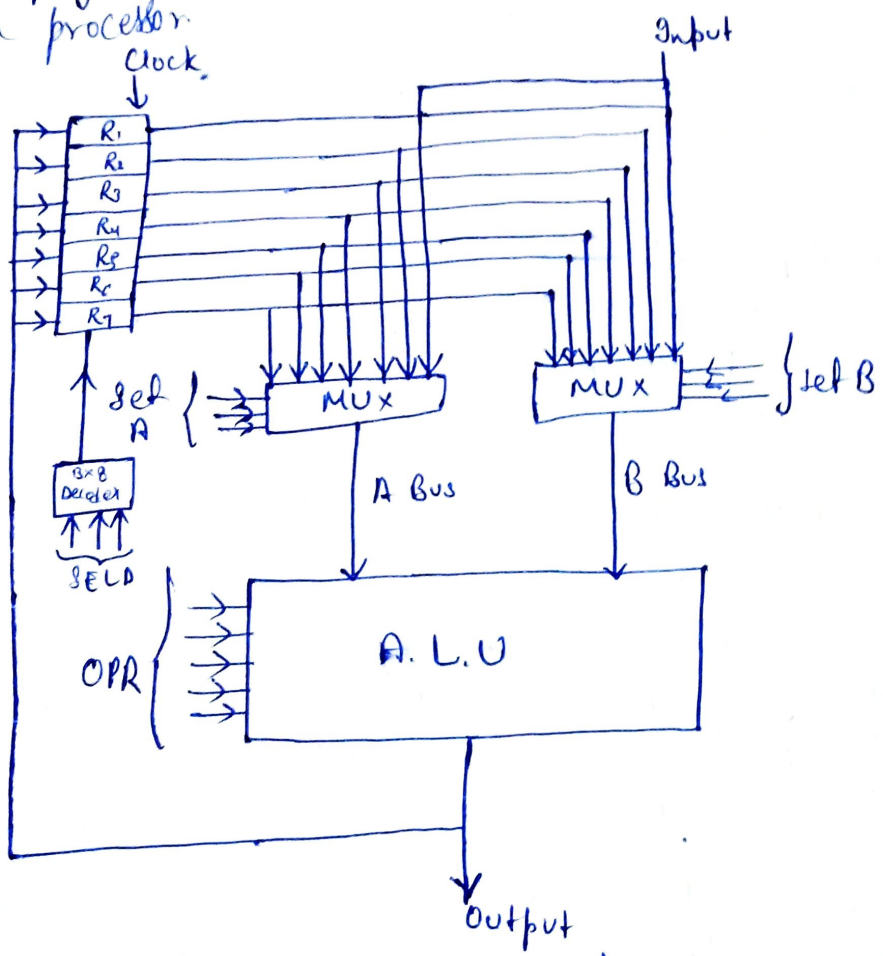 processor.
Clock.
Input
R1
R2
R3
R4
R5
R6
R7
Sel
A
MUX
MUX
Sel B
3×8
Decoder
SELD
A Bus
B Bus
OPR
A.L.U
Output